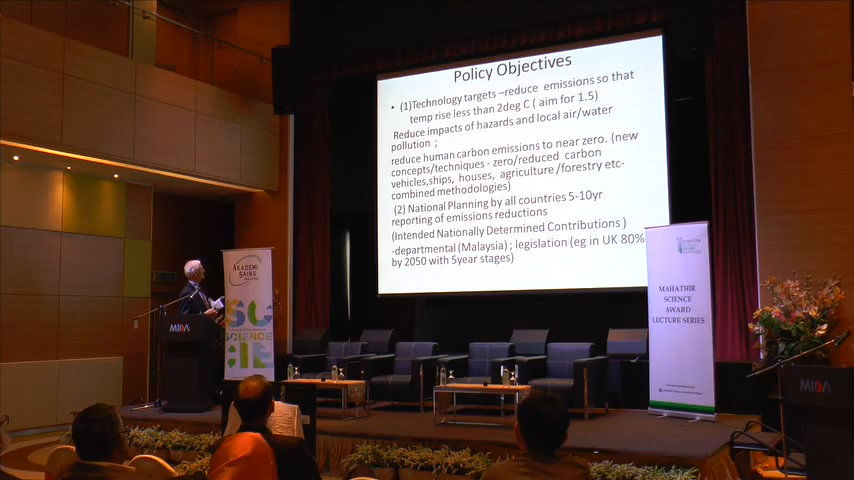 Policy Objectives
• (1)Technology targets –reduce emissions so that
temp rise less than 2deg C ( aim for 1.5)
Reduce impacts of hazards and local air/water
pollution ;
reduce human carbon emissions to near zero. (new
concepts/techniques - zero/reduced carbon
vehicles,ships, houses, agriculture /forestry etc-
combined methodologies)
(2) National Planning by all countries 5-10yr
reporting of emissions reductions
(Intended Nationally Determined Contributions )
-departmental (Malaysia) ; legislation (eg in UK 80%
by 2050 with 5year stages)
AKADEMI
SAINS
SCIENCE
MIDA
MAHATHIR
SCIENCE
AWARD
LECTURE SERIES
MIDA